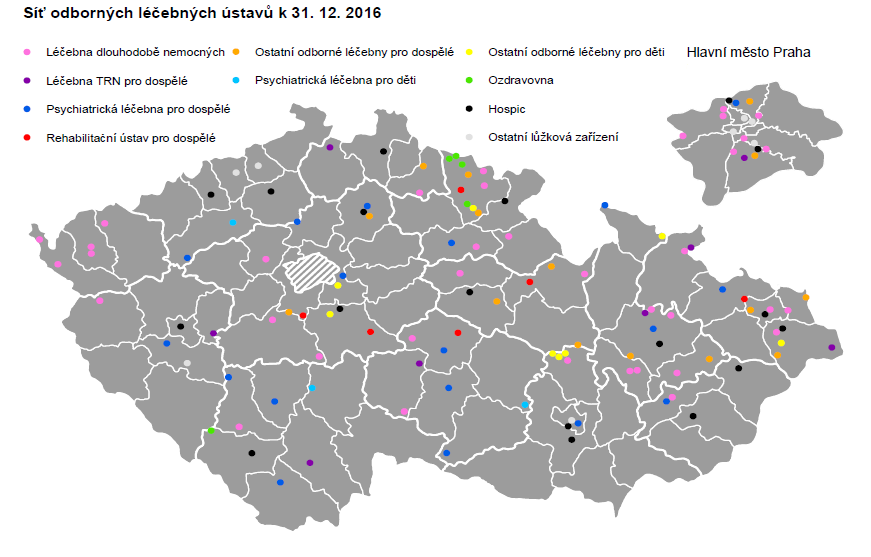 Síť odborných léčebných ústavů k 31. 12. 2016
Léčebna dlouhodobě nemocných
Ostatní odborné léčebny pro dospělé
Ostatní odborné léčebny pro děti
Hlavní město Praha
Léčebna TRN pro dospělé
Psychiatrická léčebna pro děti
Ozdravovna
Psychiatrická léčebna pro dospělé
Hospic
Rehabilitační ústav pro dospělé
Ostatní lůžková zařízení